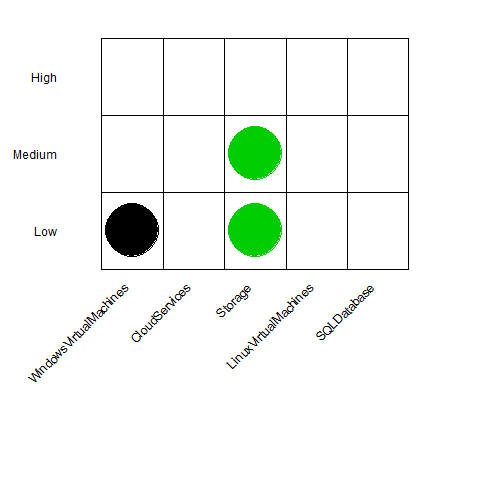 High
Medium
Low
WindowsVirtualMachines
CloudServices
Storage
LinuxVirtualMachines
SQLDatabase